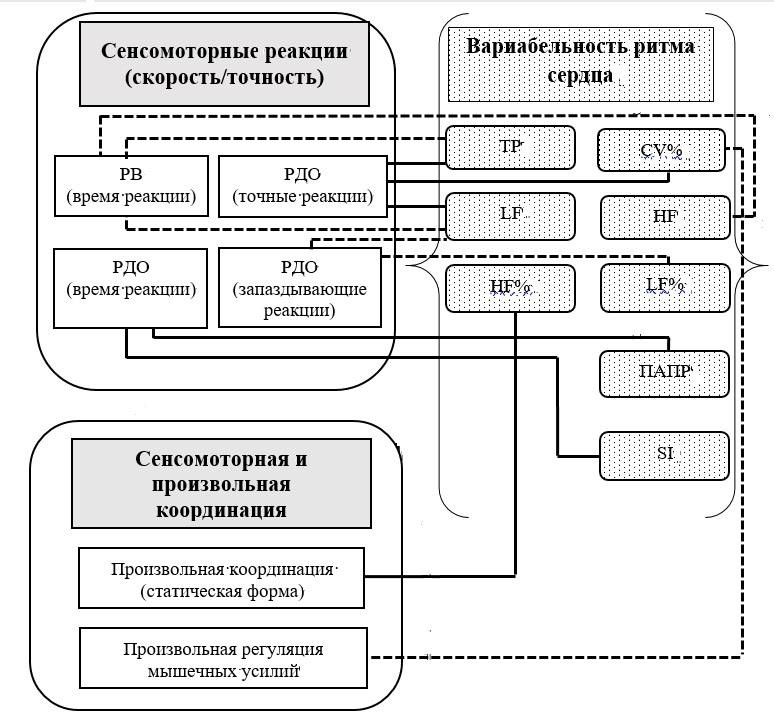 Сенсомоторные реакции
(скорость/точность)
Вариабельность ритма
сердца
TP
CV%
РВ
(время реакции)
РДО
(точные реакции)
LF
HF
РДО
(время реакции)
РДО
(запаздывающие
реакции)
HF%
LF%
ПАПР
SI
Сенсомоторная и
произвольная
координация
Произвольная координация
(статическая форма)
Произвольная регуляция
мышечных усилий